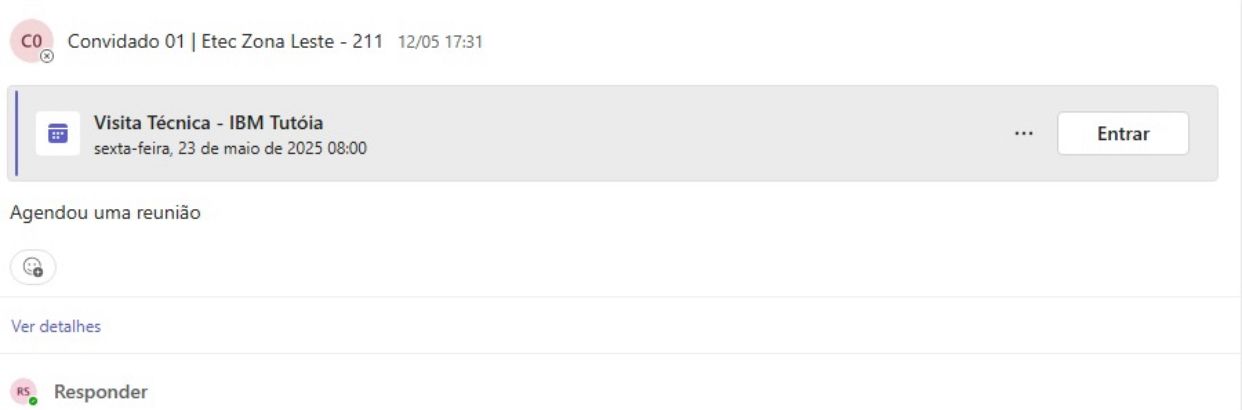 C0 Convidado 01 | Etec Zona Leste - 211 12/05 17:31
Visita Técnica - IBM Tutóia
sexta-feira, 23 de maio de 2025 08:00
... Entrar
Agendou uma reunião
Ver detalhes
RS Responder